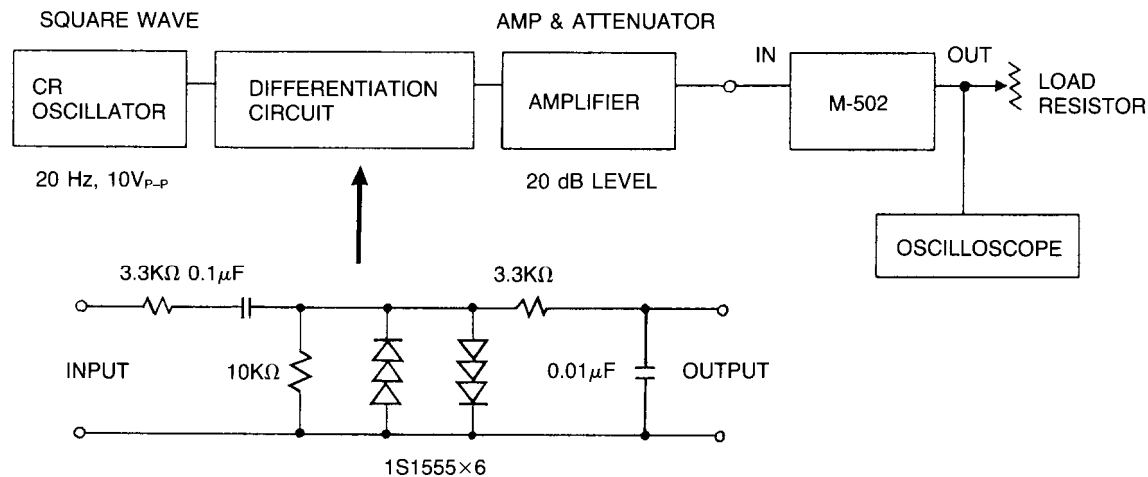 SQUARE WAVE
AMP & ATTENUATOR
CR
OSCILLATOR
DIFFERENTIATION
CIRCUIT
AMPLIFIER
IN
M-502
OUT
LOAD
RESISTOR
20 Hz, 10VP–P
20 dB LEVEL
OSCILLOSCOPE
3.3KΩ 0.1µF
3.3KΩ
INPUT
10KΩ
0.01µF
OUTPUT
1S1555×6